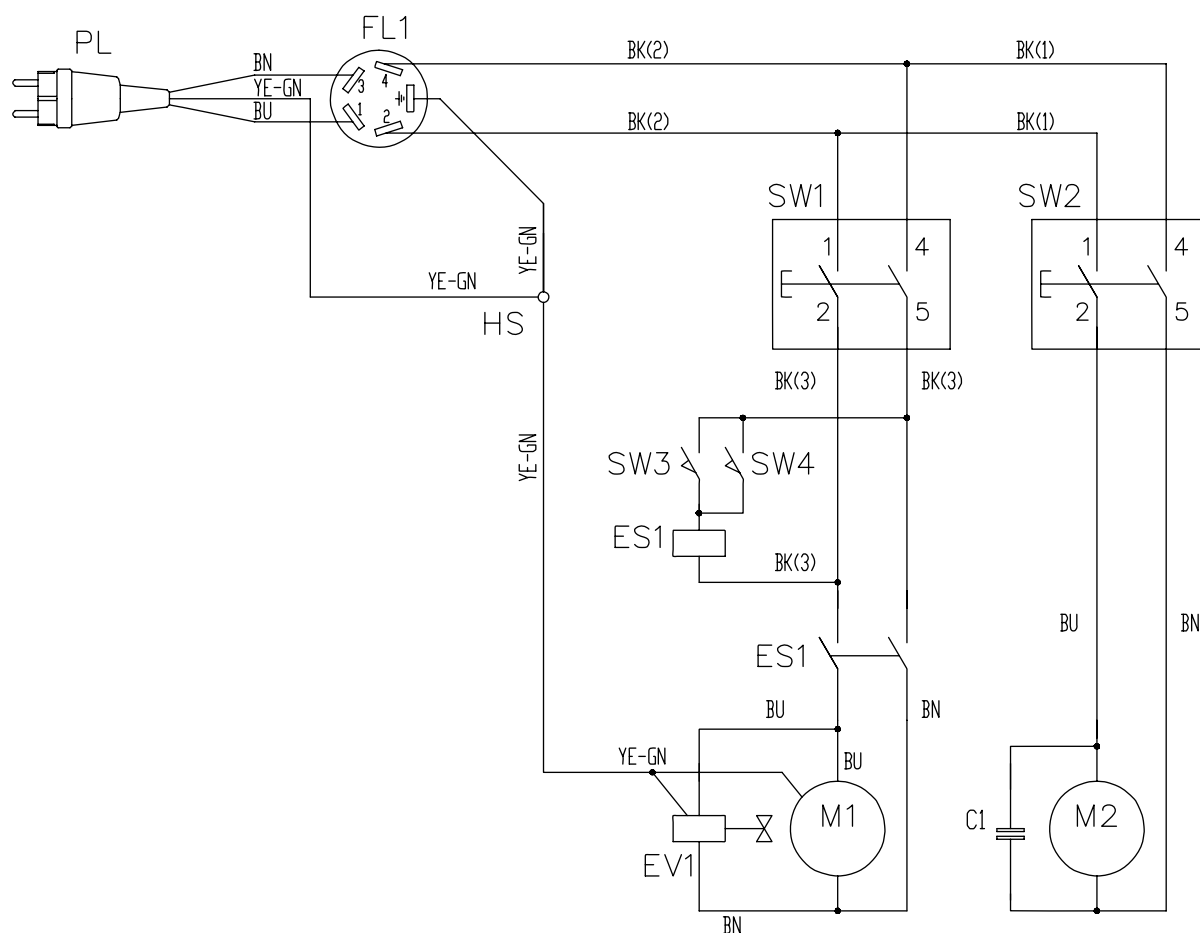 PL
FL1
BN
YE-GN
BU
3
4
1
2
BK(2)
BK(1)
BK(2)
BK(1)
SW1
SW2
1
4
2
5
1
4
2
5
YE-GN
YE-GN
HS
BK(3)
BK(3)
YE-GN
SW3
SW4
ES1
BK(3)
BU
BN
ES1
BU
BN
YE-GN
BU
M1
C1
M2
EV1
BN